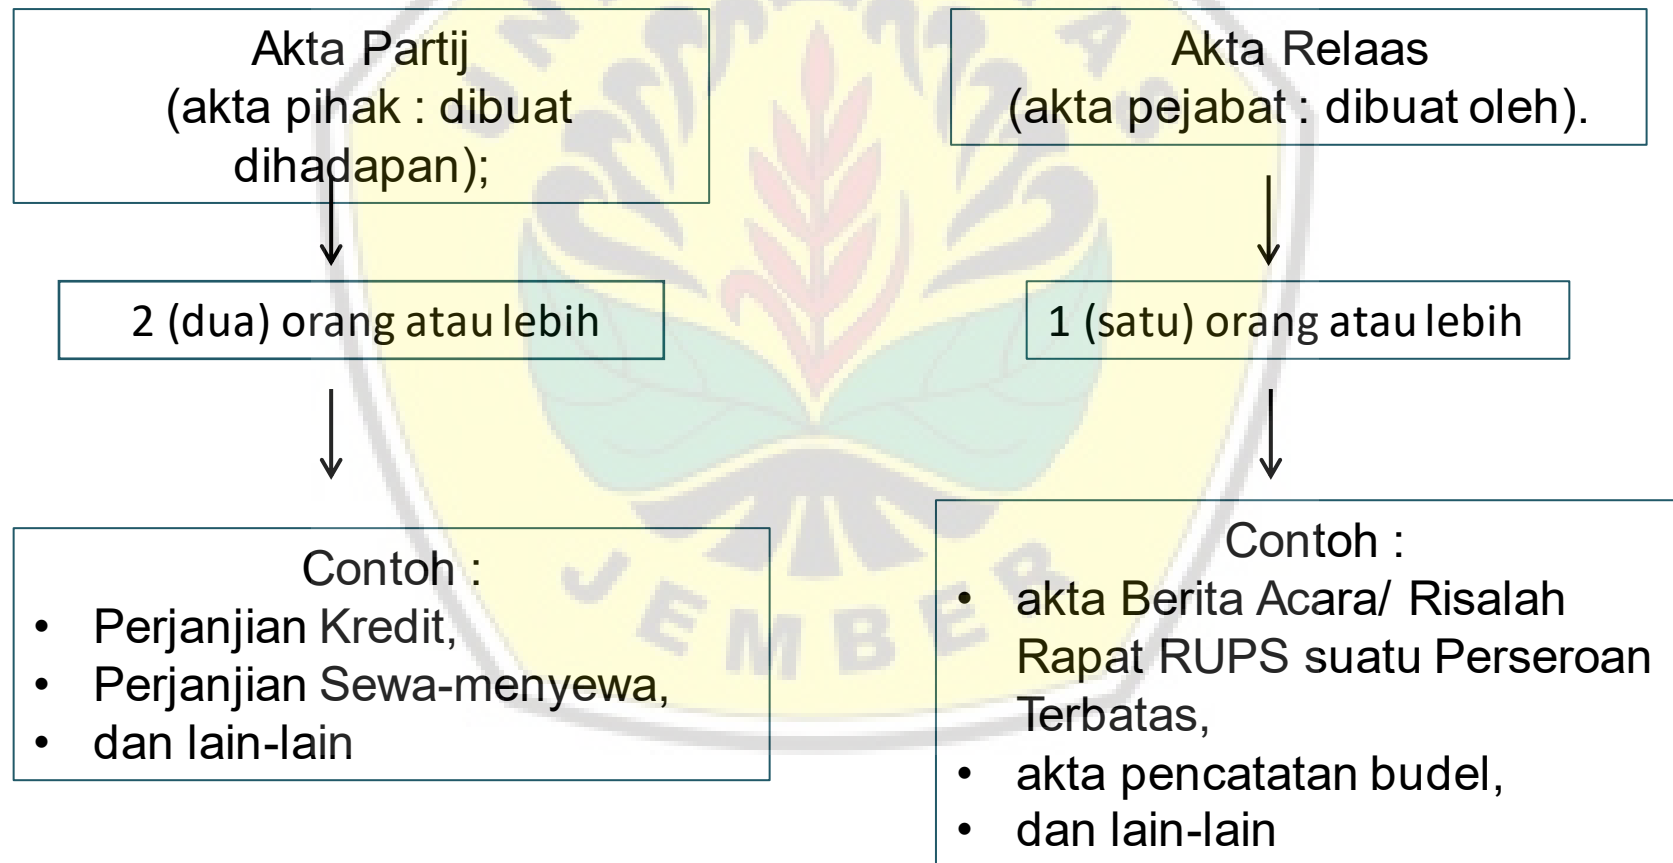 Akta Partij
(akta pihak : dibuat
dihadapan);
2 (dua) orang atau lebih
Contoh :
• Perjanjian Kredit,
• Perjanjian Sewa-menyewa,
• dan lain-lain
Akta Relaas
(akta pejabat : dibuat oleh).
1 (satu) orang atau lebih
Contoh :
• akta Berita Acara/ Risalah
Rapat RUPS suatu Perseroan
Terbatas,
• akta pencatatan budel,
• dan lain-lain
JEMBER